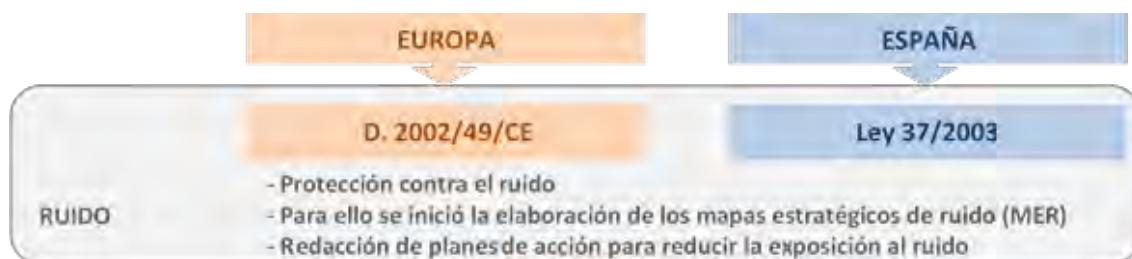 EUROPA
ESPAÑA
D. 2002/49/CE
Ley 37/2003
RUIDO
- Protección contra el ruido
- Para ello se inició la elaboración de los mapas estratégicos de ruido (MER)
- Redacción de planes de acción para reducir la exposición al ruido